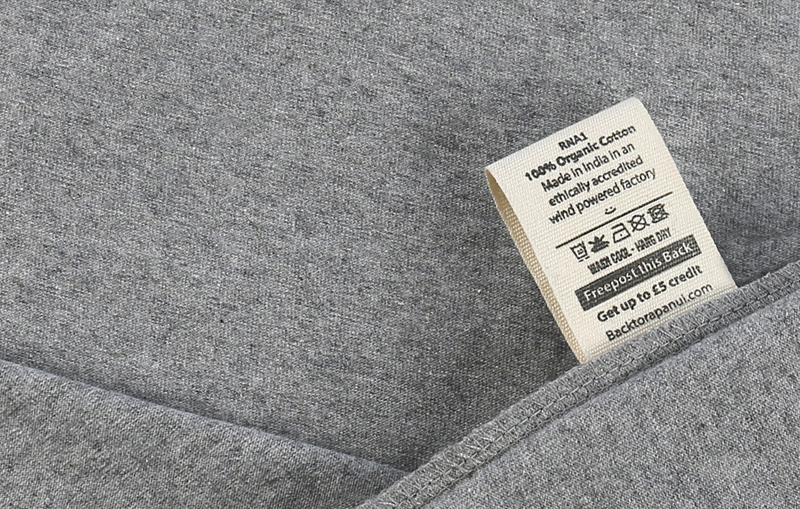 RNA1
100% Organic Cotton
Made in India in an
ethically accredited
wind powered factory
WASH COOL - HANG DRY
Freepost this Back
Get up to £5 credit
Backtorapanui.com